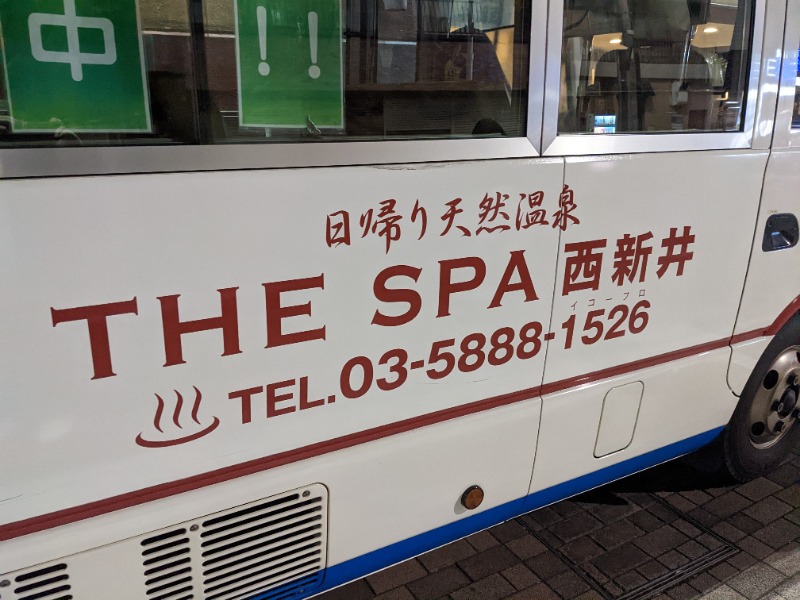 中
!!
日帰り天然温泉
THE SPA 西新井
イコーフロ
TEL.03-5888-1526